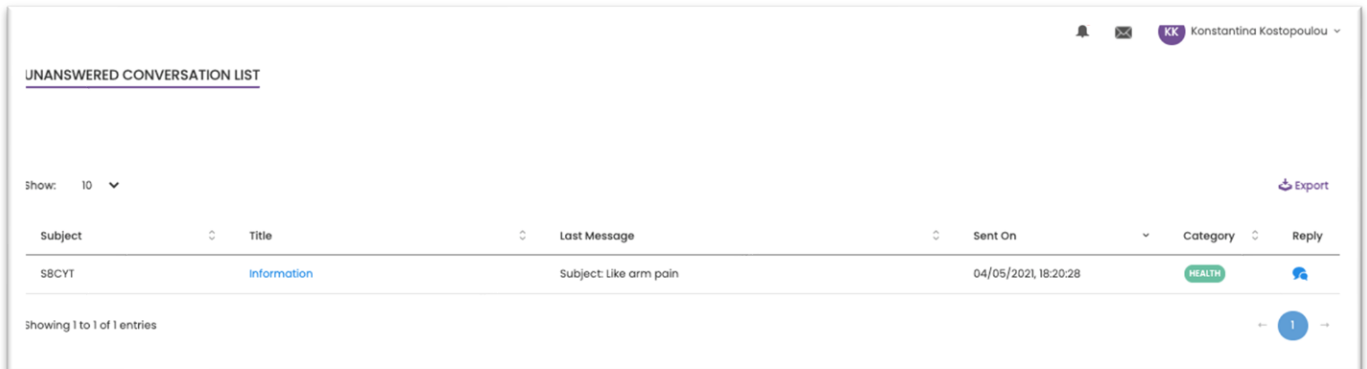 KK Konstantina Kostopoulou
UNANSWERED CONVERSATION LIST
Show: 10
Export
Subject Title Last Message Sent On Category Reply
S8CYT Information Subject: Like arm pain 04/05/2021, 18:20:28 HEALTH
Showing 1 to 1 of 1 entries
← 1 →